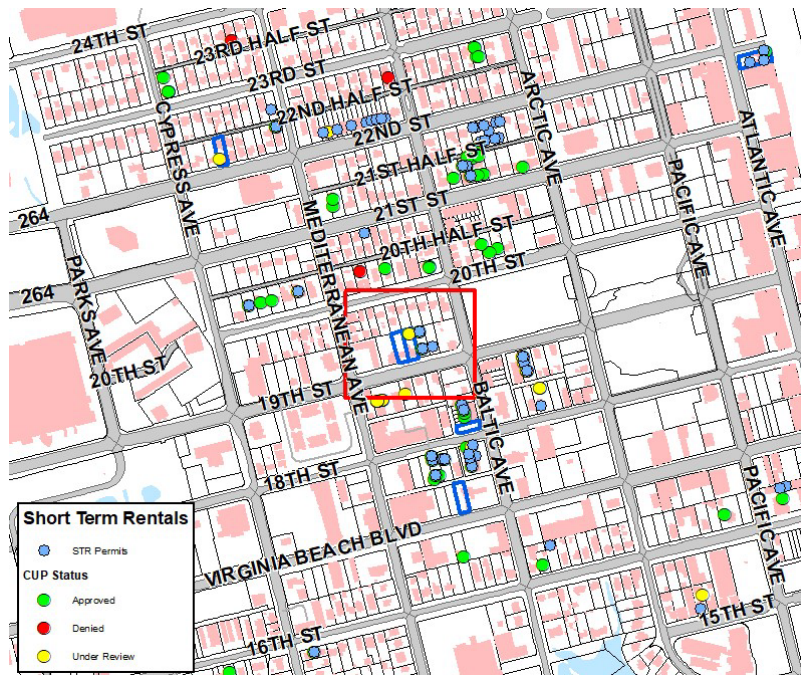 24TH ST
23RD HALF ST
23RD ST
22ND HALF ST
22ND ST
CYPRESS AVE
ARCTIC AVE
ATLANTIC AVE
21ST HALF ST
21ST ST
264
PACIFIC AVE
MEDITERRANEAN AVE
20TH HALF ST
20TH ST
PARKS AVE
264
20TH ST
19TH ST
BALTIC AVE
18TH ST
PACIFIC AVE
VIRGINIA BEACH BLVD
15TH ST
16TH ST
Short Term Rentals
STR Permits
CUP Status
Approved
Denied
Under Review